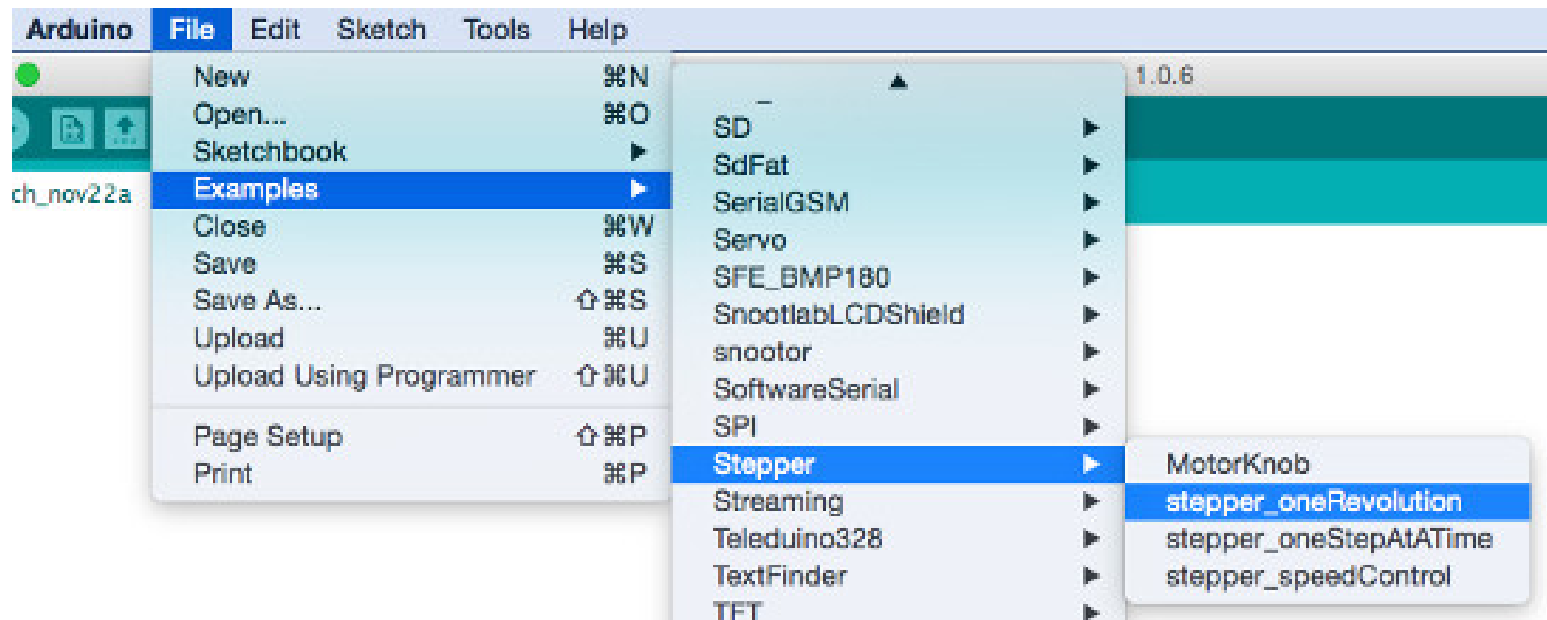 Arduino File Edit Sketch Tools Help
1.0.6
ch_nov22a
New ⌘N
Open... ⌘O
Sketchbook
Examples
Close ⌘W
Save ⌘S
Save As... ⇧⌘S
Upload ⌘U
Upload Using Programmer ⇧⌘U
Page Setup ⇧⌘P
Print ⌘P
SD
SdFat
SerialGSM
Servo
SFE_BMP180
SnootlabLCDShield
snootor
SoftwareSerial
SPI
Stepper
Streaming
Teleduino328
TextFinder
TFT
MotorKnob
stepper_oneRevolution
stepper_oneStepAtATime
stepper_speedControl